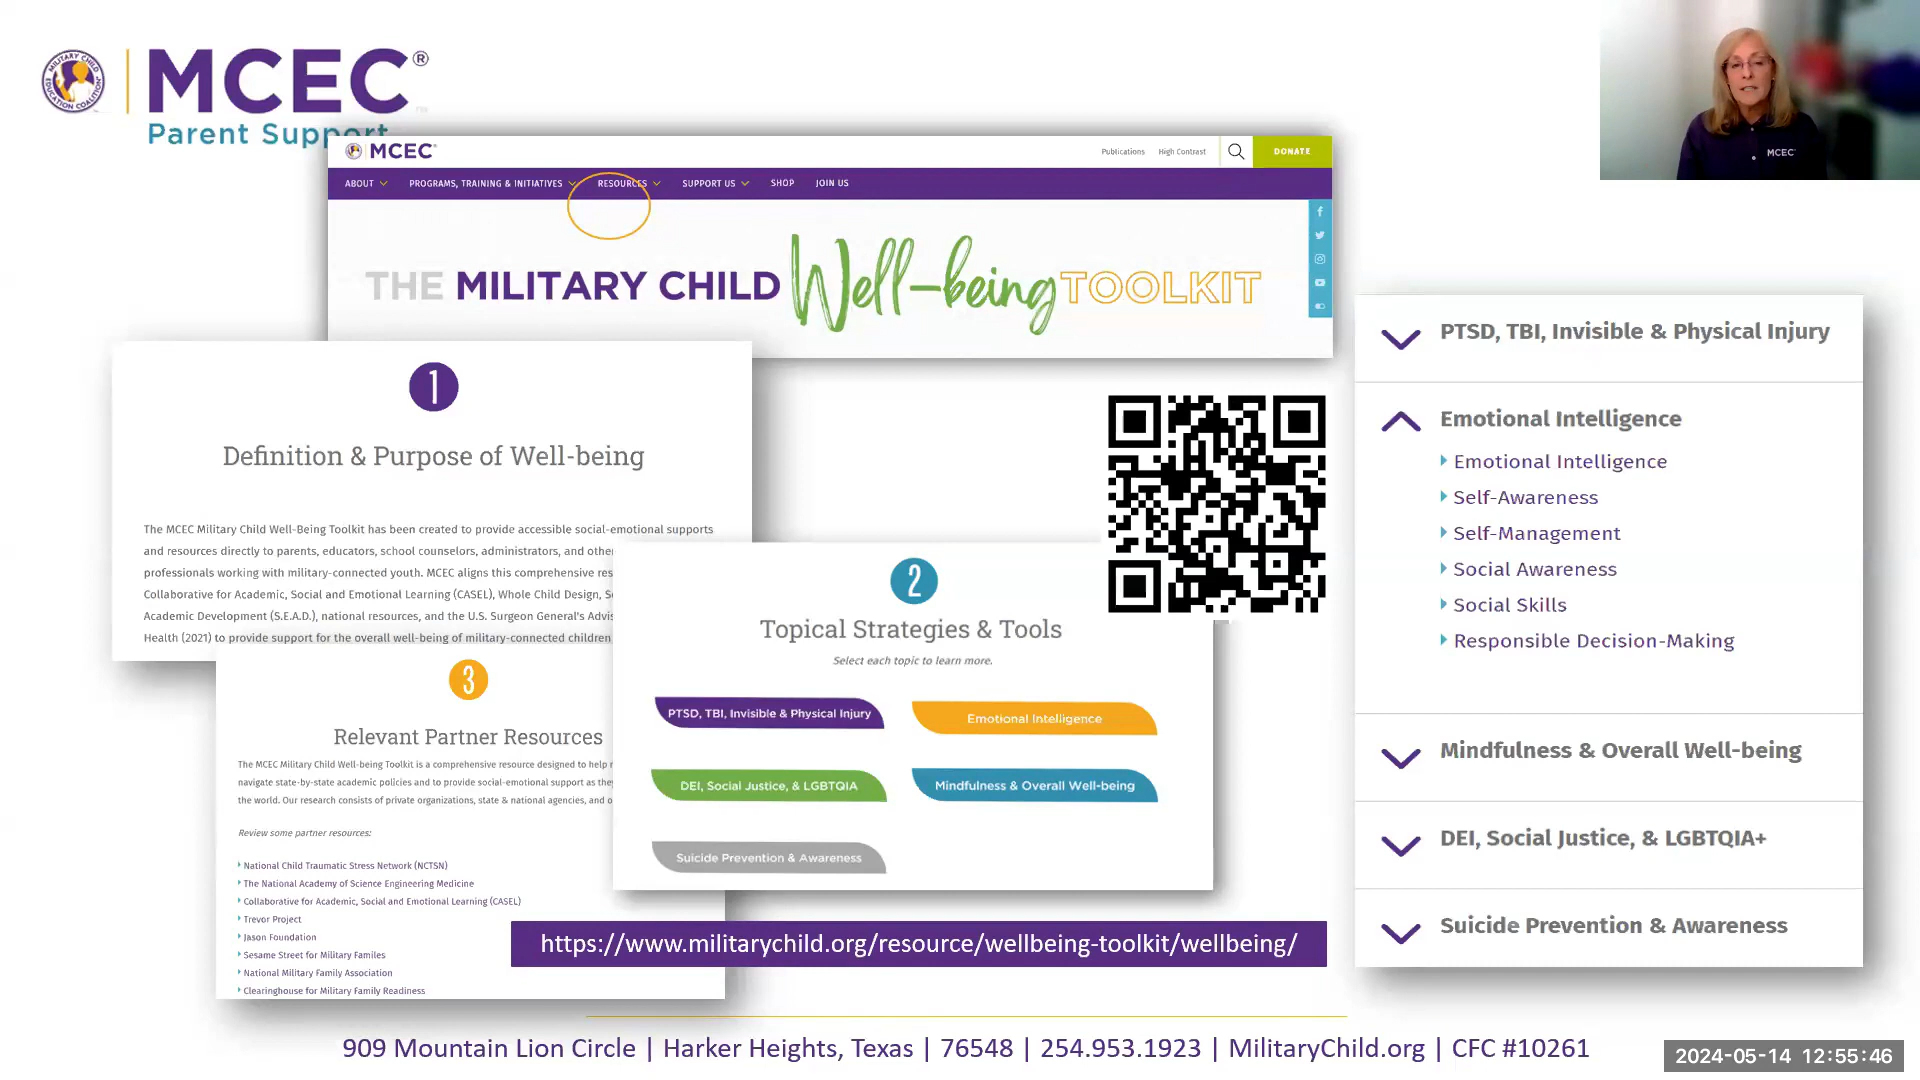 MILITARY CHILD EDUCATION COALITION
MCEC®
Parent Support
MCEC®
Publications
High Contrast
DONATE
ABOUT
PROGRAMS, TRAINING & INITIATIVES
RESOURCES
SUPPORT US
SHOP
JOIN US
THE MILITARY CHILD Well-being TOOLKIT
MCEC
1
Definition & Purpose of Well-being
The MCEC Military Child Well-Being Toolkit has been created to provide accessible social-emotional supports
and resources directly to parents, educators, school counselors, administrators, and
professionals working with military-connected youth. MCEC aligns this comprehensive
Collaborative for Academic, Social and Emotional Learning (CASEL), Whole Child Design,
Academic Development (S.E.A.D.), national resources, and the U.S. Surgeon General's
Health (2021) to provide support for the overall well-being of military-connected children
2
Topical Strategies & Tools
Select each topic to learn more.
PTSD, TBI, Invisible & Physical Injury
Emotional Intelligence
DEI, Social Justice, & LGBTQIA
Mindfulness & Overall Well-being
Suicide Prevention & Awareness
3
Relevant Partner Resources
The MCEC Military Child Well-being Toolkit is a comprehensive resource designed to help
navigate state-by-state academic policies and to provide social-emotional support as
the world. Our research consists of private organizations, state & national agencies, and
Review some partner resources:
National Child Traumatic Stress Network (NCTSN)
The National Academy of Science Engineering Medicine
Collaborative for Academic, Social and Emotional Learning (CASEL)
Trevor Project
Jason Foundation
Sesame Street for Military Familes
National Military Family Association
Clearinghouse for Military Family Readiness
https://www.militarychild.org/resource/wellbeing-toolkit/wellbeing/
PTSD, TBI, Invisible & Physical Injury
Emotional Intelligence
Emotional Intelligence
Self-Awareness
Self-Management
Social Awareness
Social Skills
Responsible Decision-Making
Mindfulness & Overall Well-being
DEI, Social Justice, & LGBTQIA+
Suicide Prevention & Awareness
909 Mountain Lion Circle | Harker Heights, Texas | 76548 | 254.953.1923 | MilitaryChild.org | CFC #10261
2024-05-14 12:55:46